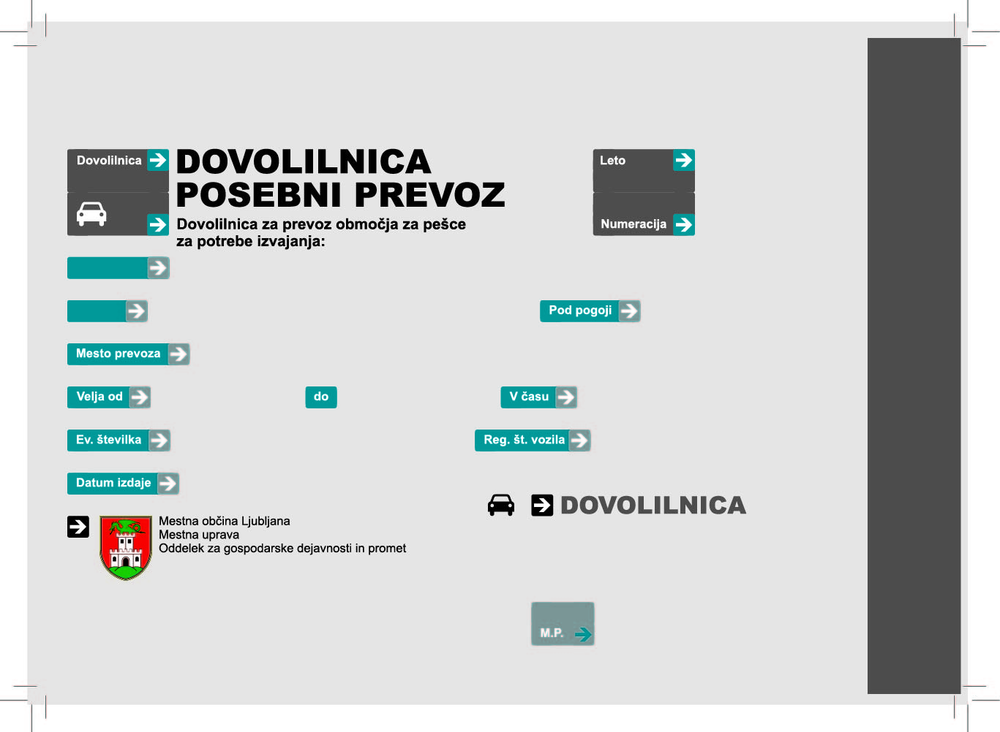 Dovolilnica
DOVOLILNICA
POSEBNI PREVOZ
Dovolilnica za prevoz območja za pešce
za potrebe izvajanja:
Leto
Numeracija
Pod pogoji
Mesto prevoza
Velja od
do
V času
Ev. številka
Reg. št. vozila
Datum izdaje
DOVOLILNICA
Mestna občina Ljubljana
Mestna uprava
Oddelek za gospodarske dejavnosti in promet
M.P.